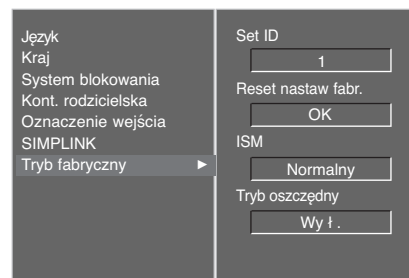 Język
Kraj
System blokowania
Kont. rodzicielska
Oznaczenie wejścia
SIMPLINK
Tryb fabryczny ►
Set ID
1
Reset nastaw fabr.
OK
ISM
Normalny
Tryb oszczędny
Wy ł .